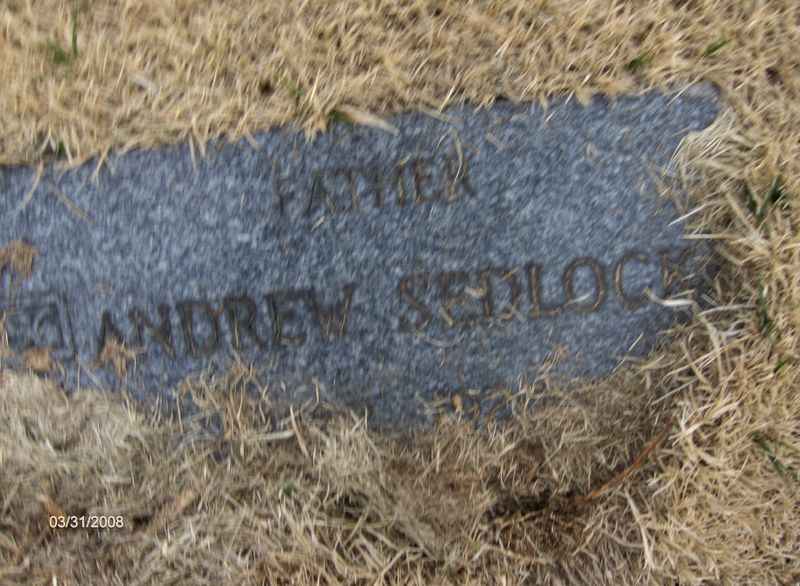 FATHER
ANDREW SEDLOCK
03/31/2008